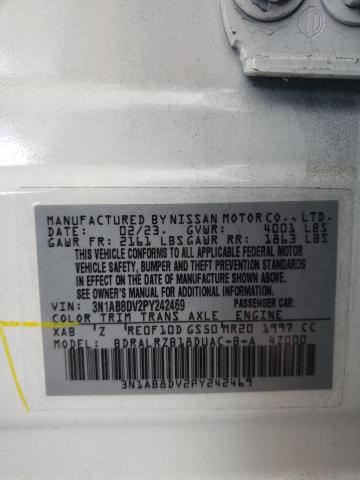 MANUFACTURED BY NISSAN MOTOR CO., LTD.
DATE: 02/23. GVWR: 4001 LBS
GAWR FR: 2161 LBS GAWR RR: 1863 LBS
THIS VEHICLE CONFORMS TO ALL APPLICABLE FEDERAL MOTOR
VEHICLE SAFETY, BUMPER AND THEFT PREVENTION STANDARDS
IN EFFECT ON THE DATE OF MANUFACTURE SHOWN ABOVE.
SEE OWNER'S MANUAL FOR ADDITIONAL INFORMATION.
VIN: 3N1AB8DV2PY242469 PASSENGER CAR.
COLOR TRIM TRANS AXLE ENGINE
XAB 'Z RE0F10D GS50 MR20 1997 CC
BDRALRZB18DUAC-B-A 4Z000
3N1AB8DV2PY242469